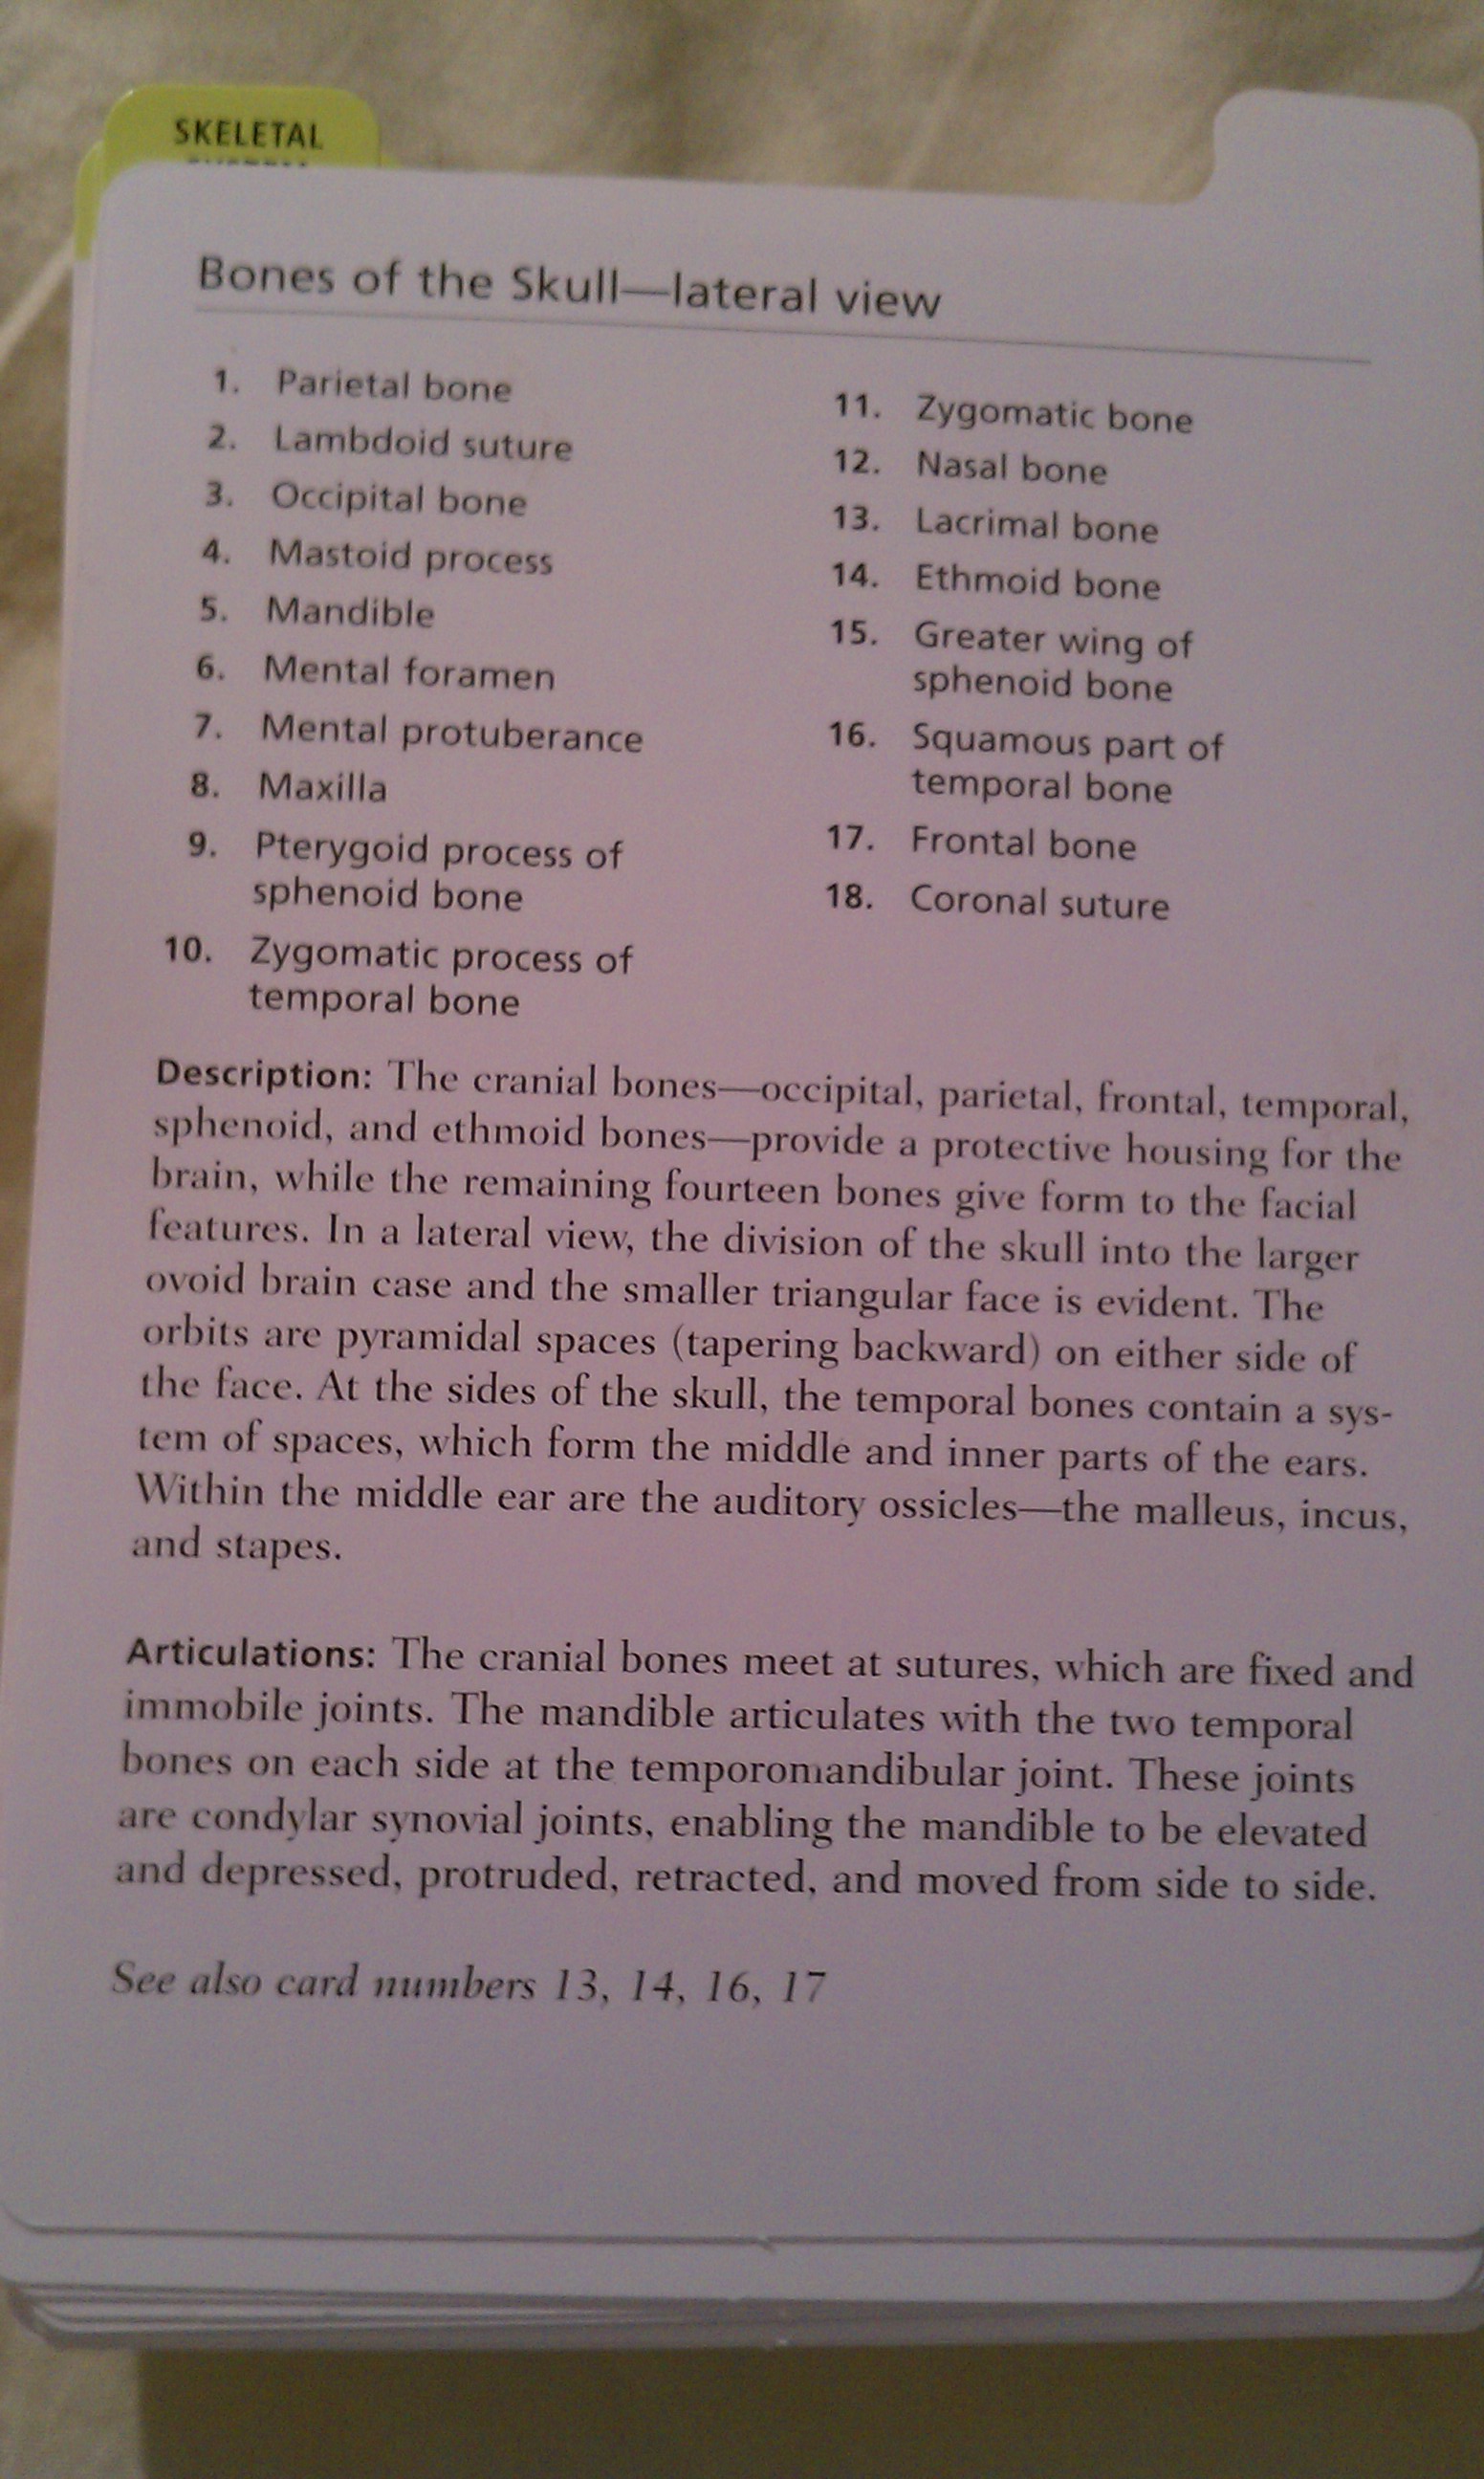 SKELETAL
Bones of the Skull—lateral view
1. Parietal bone
2. Lambdoid suture
3. Occipital bone
4. Mastoid process
5. Mandible
6. Mental foramen
7. Mental protuberance
8. Maxilla
9. Pterygoid process of
sphenoid bone
10. Zygomatic process of
temporal bone
11. Zygomatic bone
12. Nasal bone
13. Lacrimal bone
14. Ethmoid bone
15. Greater wing of
sphenoid bone
16. Squamous part of
temporal bone
17. Frontal bone
18. Coronal suture
Description: The cranial bones—occipital, parietal, frontal, temporal,
sphenoid, and ethmoid bones—provide a protective housing for the
brain, while the remaining fourteen bones give form to the facial
features. In a lateral view, the division of the skull into the larger
ovoid brain case and the smaller triangular face is evident. The
orbits are pyramidal spaces (tapering backward) on either side of
the face. At the sides of the skull, the temporal bones contain a sys-
tem of spaces, which form the middle and inner parts of the ears.
Within the middle ear are the auditory ossicles—the malleus, incus,
and stapes.
Articulations: The cranial bones meet at sutures, which are fixed and
immobile joints. The mandible articulates with the two temporal
bones on each side at the temporomandibular joint. These joints
are condylar synovial joints, enabling the mandible to be elevated
and depressed, protruded, retracted, and moved from side to side.
See also card numbers 13, 14, 16, 17